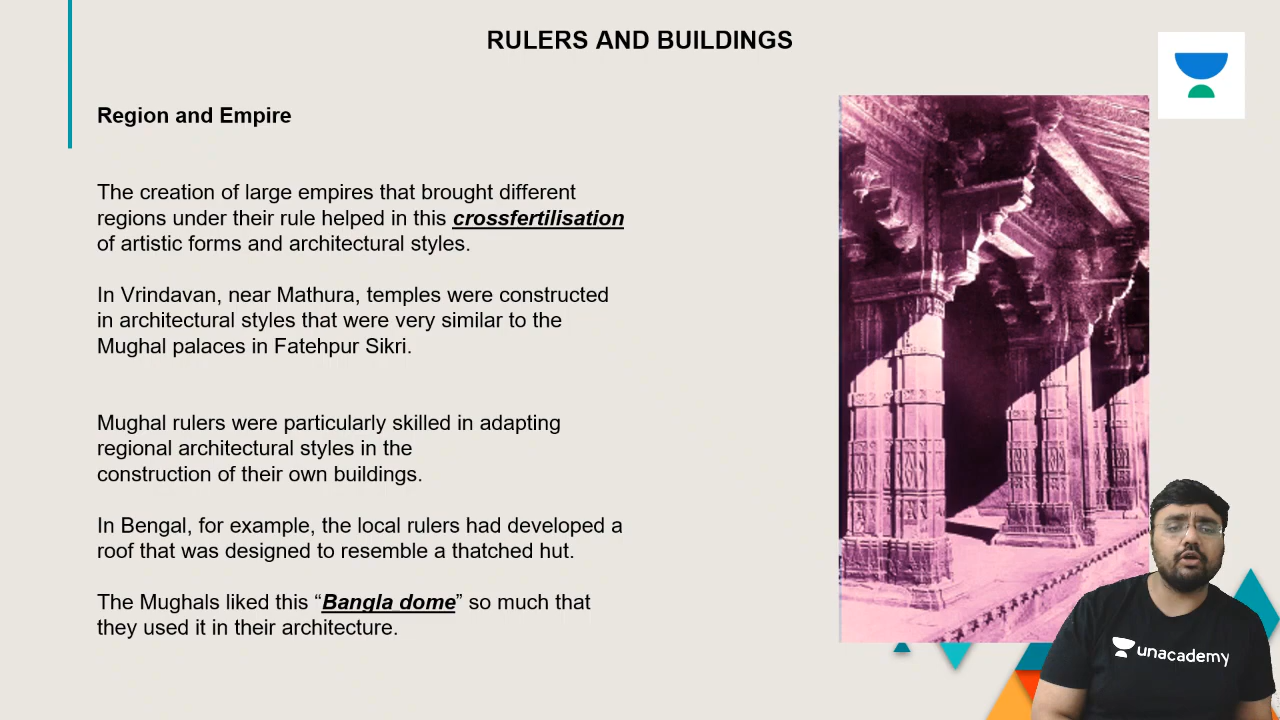 RULERS AND BUILDINGS
Region and Empire
The creation of large empires that brought different
regions under their rule helped in this crossfertilisation
of artistic forms and architectural styles.
In Vrindavan, near Mathura, temples were constructed
in architectural styles that were very similar to the
Mughal palaces in Fatehpur Sikri.
Mughal rulers were particularly skilled in adapting
regional architectural styles in the
construction of their own buildings.
In Bengal, for example, the local rulers had developed a
roof that was designed to resemble a thatched hut.
The Mughals liked this “Bangla dome” so much that
they used it in their architecture.
unacademy